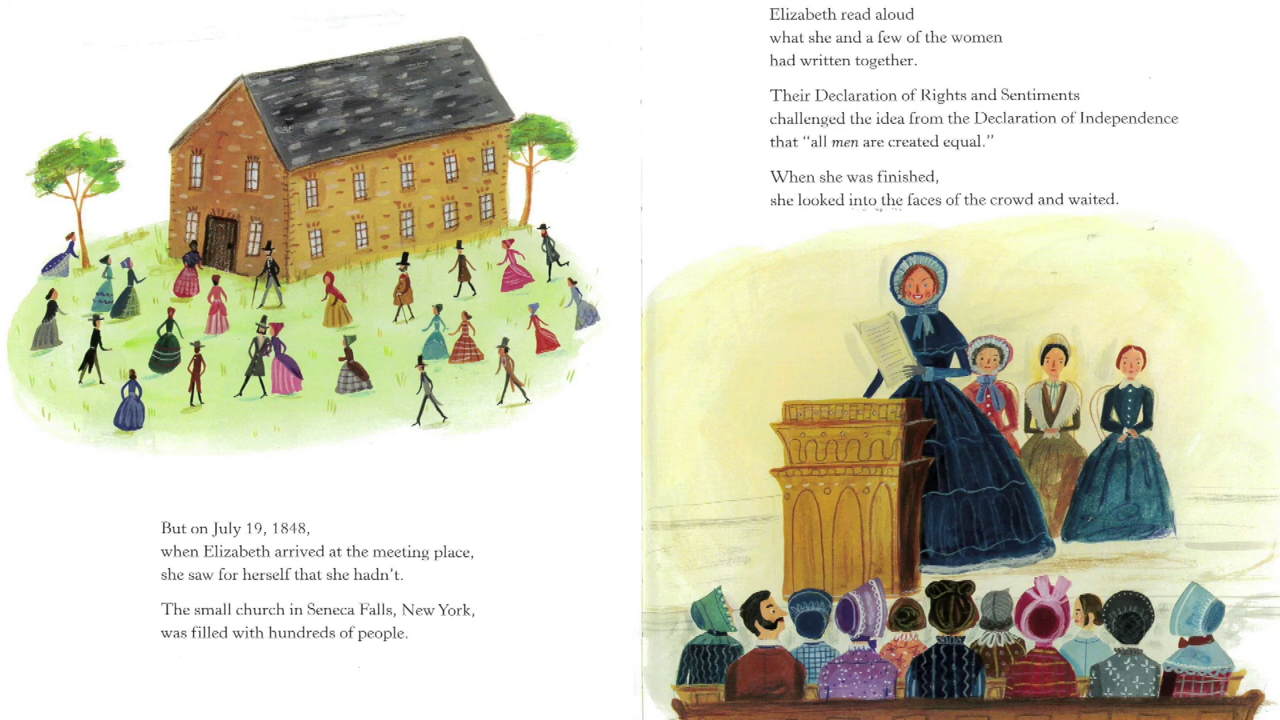 But on July 19, 1848,
when Elizabeth arrived at the meeting place,
she saw for herself that she hadn't.
The small church in Seneca Falls, New York,
was filled with hundreds of people.
Elizabeth read aloud
what she and a few of the women
had written together.
Their Declaration of Rights and Sentiments
challenged the idea from the Declaration of Independence
that “all men are created equal.”
When she was finished,
she looked into the faces of the crowd and waited.